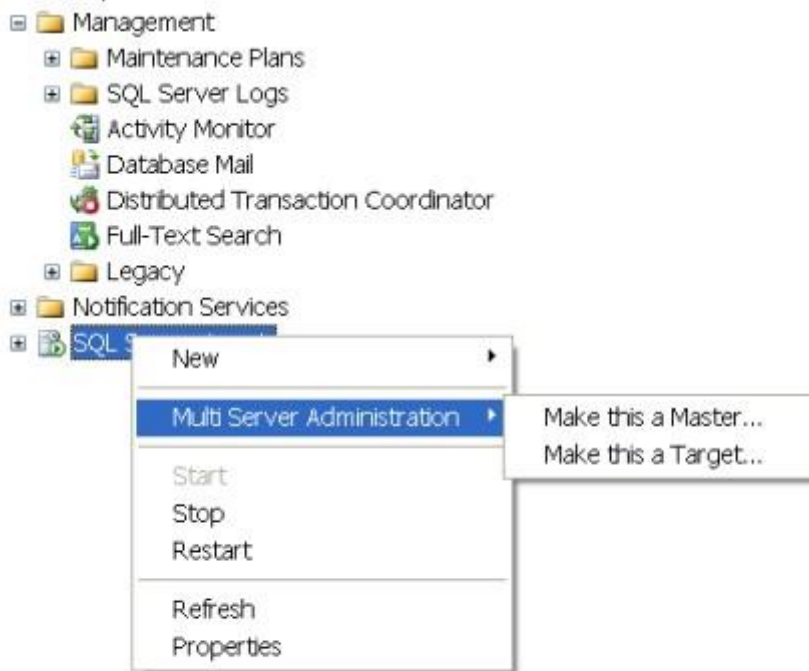 Management
Maintenance Plans
SQL Server Logs
Activity Monitor
Database Mail
Distributed Transaction Coordinator
Full-Text Search
Legacy
Notification Services
SQL
New
Multi Server Administration
Make this a Master...
Make this a Target...
Start
Stop
Restart
Refresh
Properties